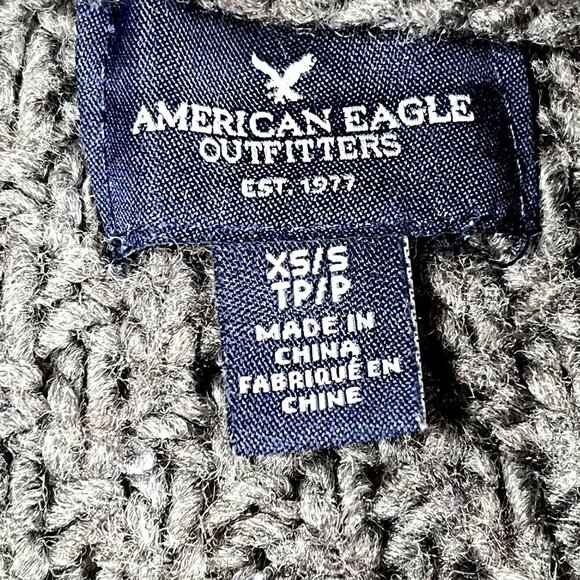 AMERICAN EAGLE
OUTFITTERS
EST. 1977
XS/S
TP/P
MADE IN
CHINA
FABRIQUÉ EN
CHINE